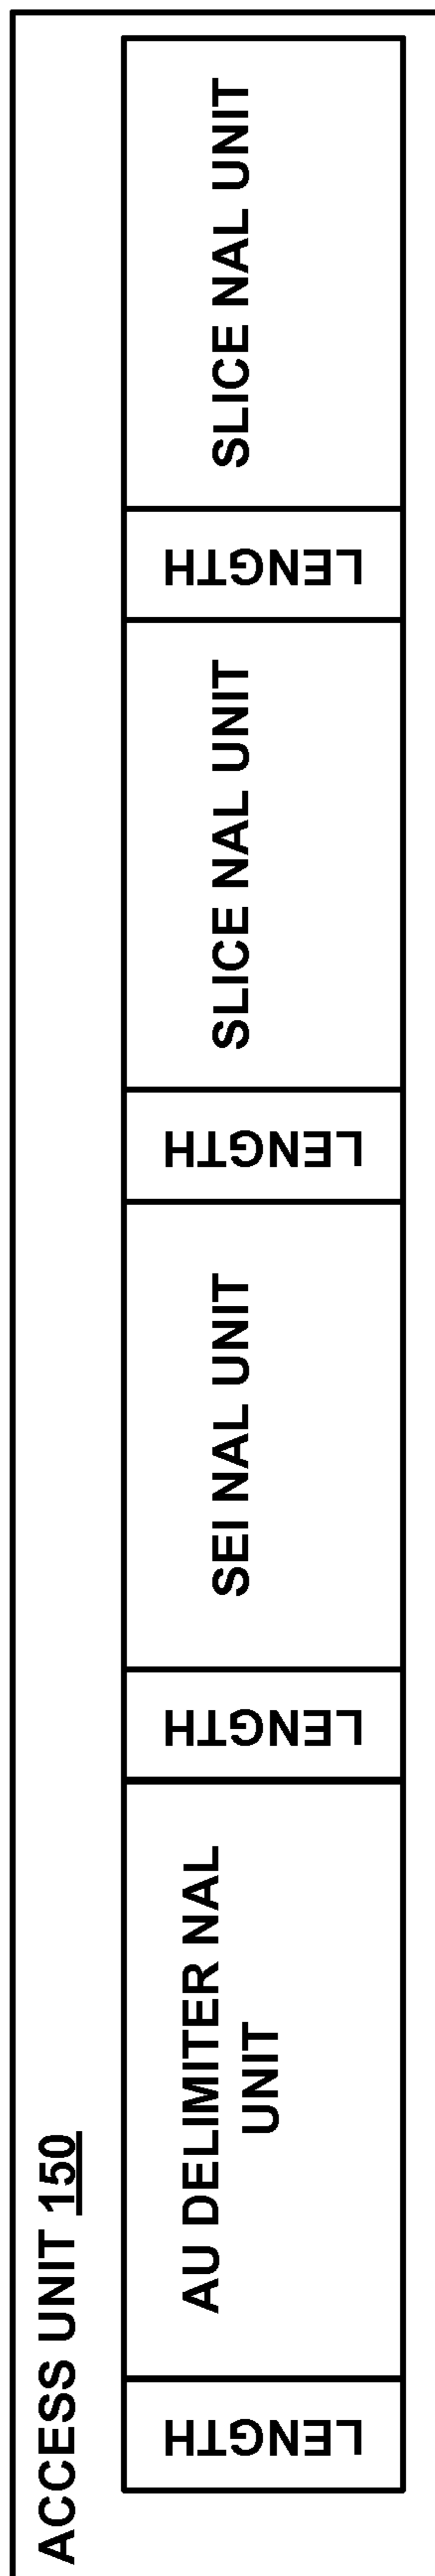 ACCESS UNIT 150
LENGTH
AU DELIMITER NAL
UNIT
LENGTH
SEI NAL UNIT
LENGTH
SLICE NAL UNIT
LENGTH
SLICE NAL UNIT